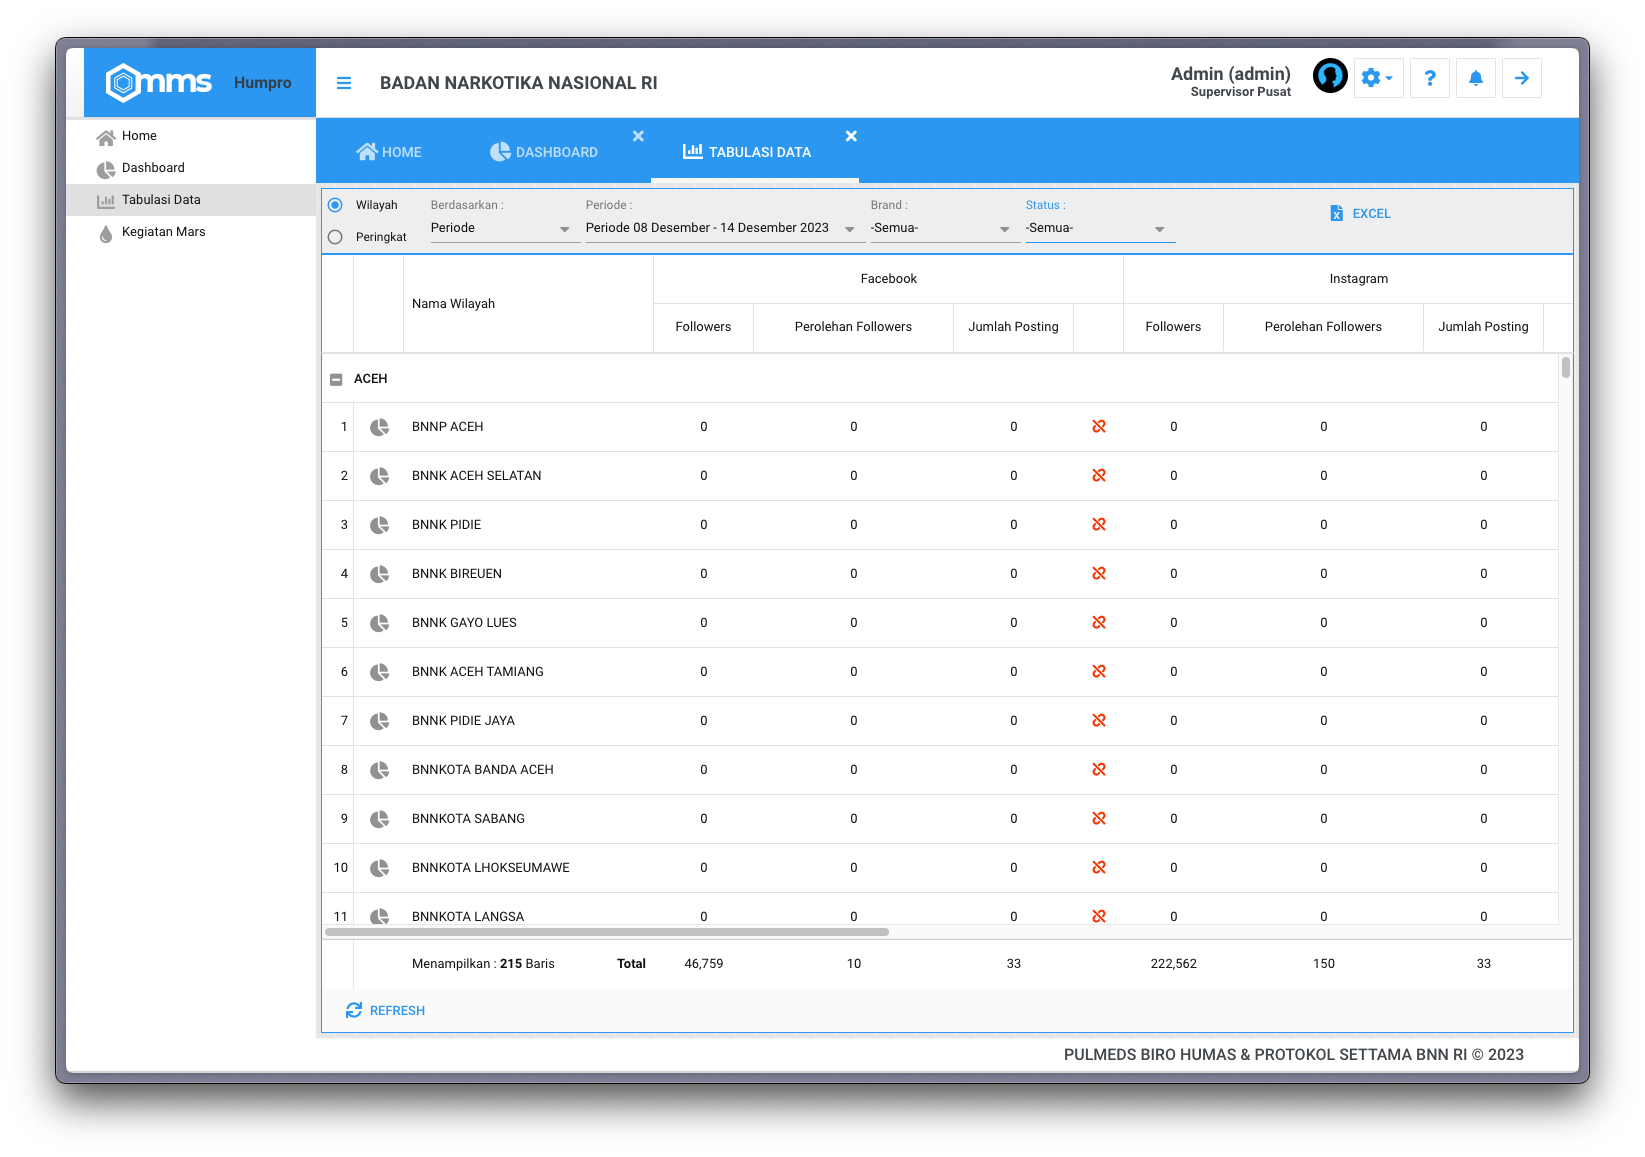 mms Humpro
BADAN NARKOTIKA NASIONAL RI
Admin (admin)
Supervisor Pusat
?
Home
Dashboard
Tabulasi Data
Kegiatan Mars
HOME
DASHBOARD
TABULASI DATA
Wilayah
Peringkat
Berdasarkan :
Periode
Periode :
Periode 08 Desember - 14 Desember 2023
Brand :
-Semua-
Status :
-Semua-
EXCEL
Nama Wilayah
Facebook
Instagram
Followers Perolehan Followers Jumlah Posting Followers Perolehan Followers Jumlah Posting
ACEH
1 BNNP ACEH 0 0 0 0 0 0
2 BNNK ACEH SELATAN 0 0 0 0 0 0
3 BNNK PIDIE 0 0 0 0 0 0
4 BNNK BIREUEN 0 0 0 0 0 0
5 BNNK GAYO LUES 0 0 0 0 0 0
6 BNNK ACEH TAMIANG 0 0 0 0 0 0
7 BNNK PIDIE JAYA 0 0 0 0 0 0
8 BNNKOTA BANDA ACEH 0 0 0 0 0 0
9 BNNKOTA SABANG 0 0 0 0 0 0
10 BNNKOTA LHOKSEUMAWE 0 0 0 0 0 0
11 BNNKOTA LANGSA 0 0 0 0 0 0
Menampilkan : 215 Baris Total 46,759 10 33 222,562 150 33
REFRESH
PULMEDS BIRO HUMAS & PROTOKOL SETTAMA BNN RI © 2023